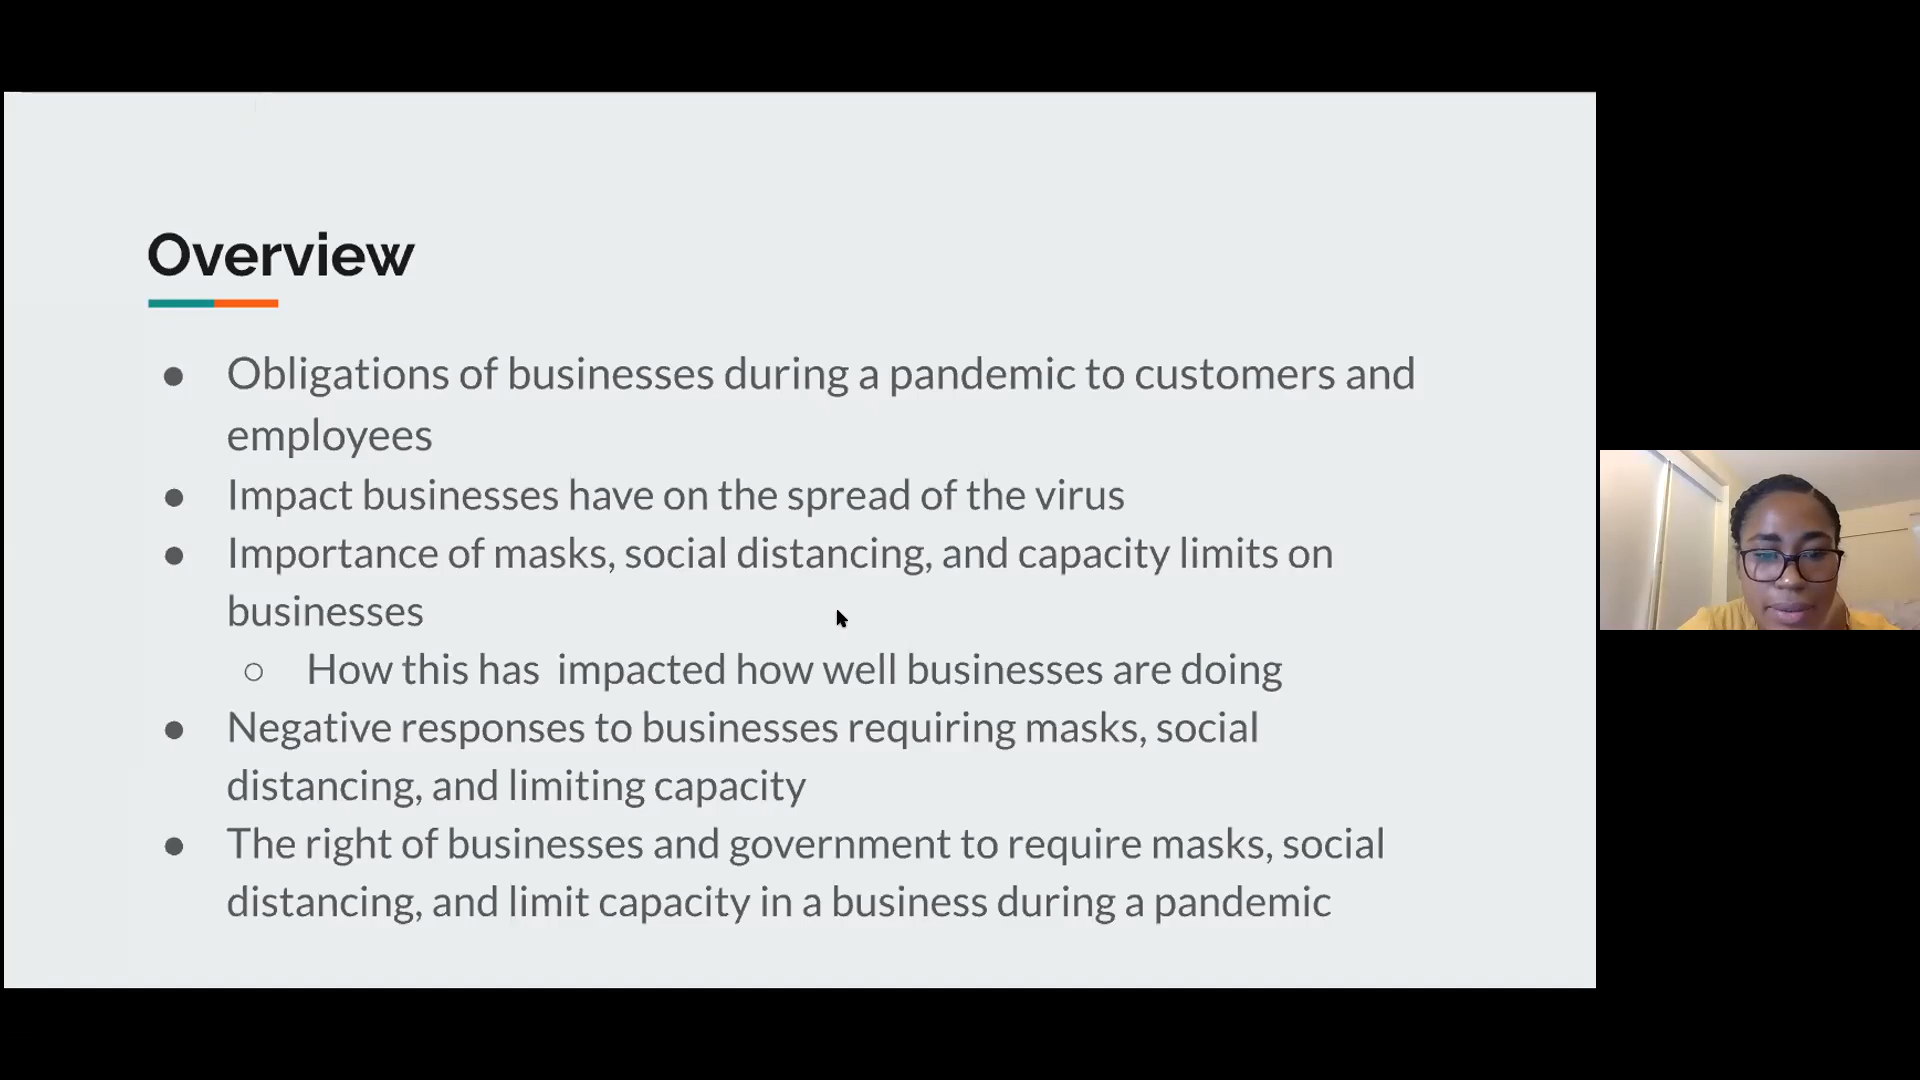 Overview
● Obligations of businesses during a pandemic to customers and
employees
● Impact businesses have on the spread of the virus
● Importance of masks, social distancing, and capacity limits on
businesses
○ How this has  impacted how well businesses are doing
● Negative responses to businesses requiring masks, social
distancing, and limiting capacity
● The right of businesses and government to require masks, social
distancing, and limit capacity in a business during a pandemic